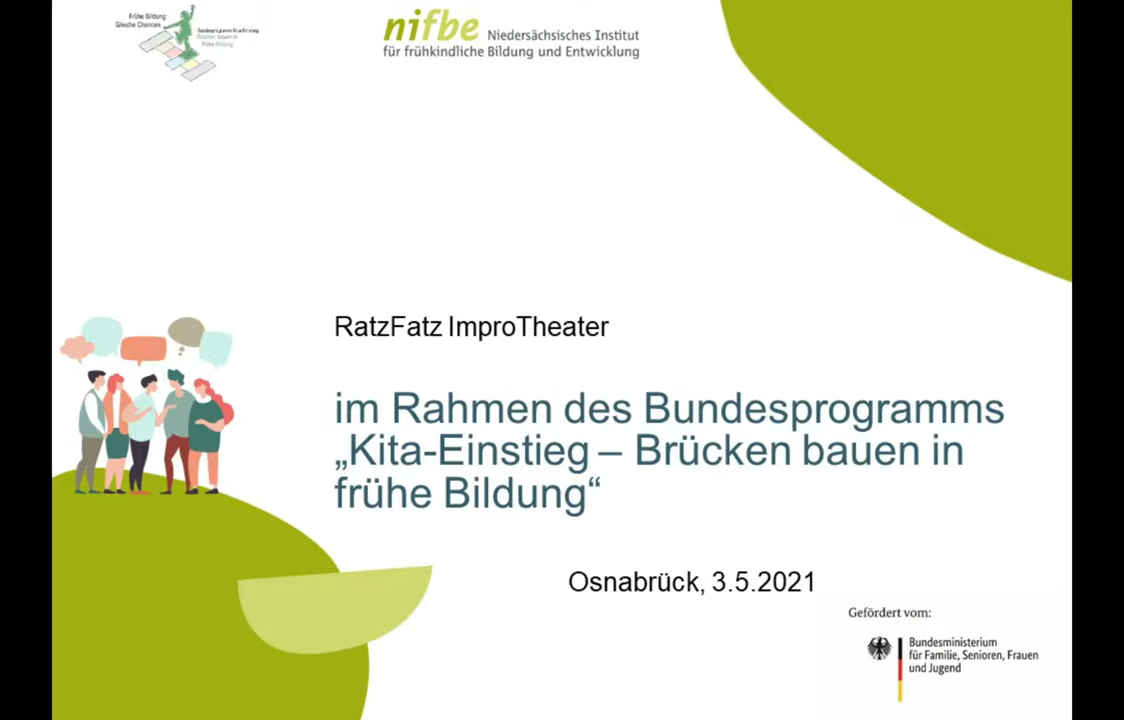 Frühe Bildung:
Gleiche Chancen
Bundesprogramm Kita-Einstieg
Brücken bauen in
frühe Bildung
nifbe Niedersächsisches Institut
für frühkindliche Bildung und Entwicklung
RatzFatz ImproTheater
im Rahmen des Bundesprogramms
„Kita-Einstieg – Brücken bauen in
frühe Bildung“
Osnabrück, 3.5.2021
Gefördert vom:
Bundesministerium
für Familie, Senioren, Frauen
und Jugend